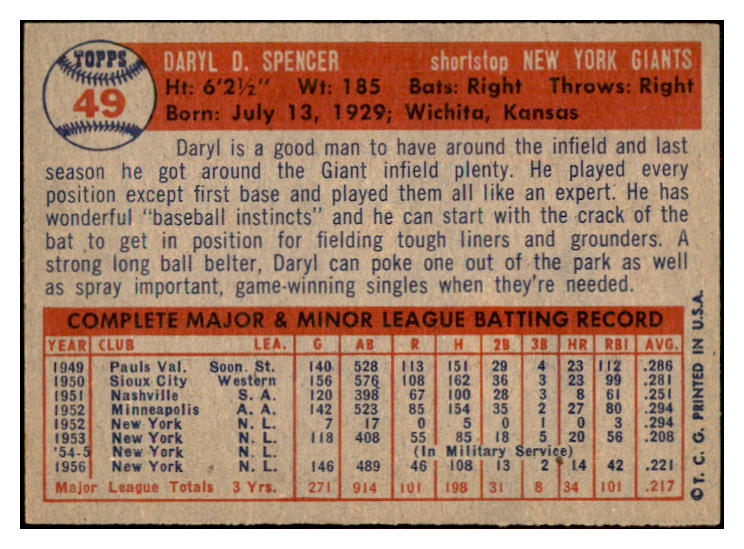 TOPPS
49
DARYL D. SPENCER shortstop NEW YORK GIANTS
Ht: 6'2½" Wt: 185 Bats: Right Throws: Right
Born: July 13, 1929; Wichita, Kansas
Daryl is a good man to have around the infield and last
season he got around the Giant infield plenty. He played every
position except first base and played them all like an expert. He has
wonderful "baseball instincts" and he can start with the crack of the
bat to get in position for fielding tough liners and grounders. A
strong long ball belter, Daryl can poke one out of the park as well
as spray important, game-winning singles when they're needed.
COMPLETE MAJOR & MINOR LEAGUE BATTING RECORD
YEAR CLUB LEA. G AB R H 2B 3B HR RBI AVG.
1949 Pauls Val. Soon. St. 140 528 113 151 29 4 23 112 .286
1950 Sioux City Western 156 576 108 162 36 3 23 99 .281
1951 Nashville S. A. 120 398 67 100 28 3 8 61 .251
1952 Minneapolis A. A. 142 523 85 154 35 2 27 80 .294
1952 New York N. L. 7 17 0 5 0 1 0 3 .294
1953 New York N. L. 118 408 55 85 18 5 20 56 .208
'54-5 New York N. L. (In Military Service)
1956 New York N. L. 146 489 46 108 13 2 14 42 .221
Major League Totals 3 Yrs. 271 914 101 198 31 8 34 101 .217
©T. C. G. PRINTED IN U.S.A.